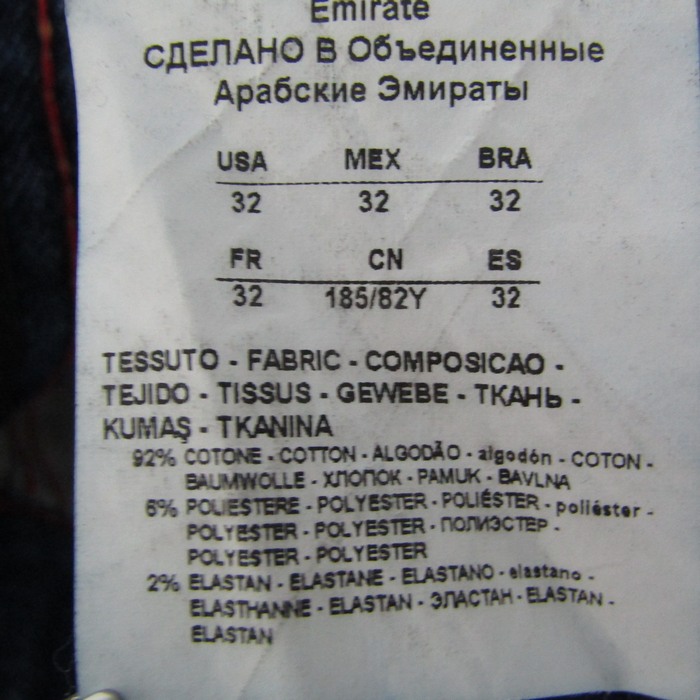 Emirate
СДЕЛАНО В Объединенные
Арабские Эмираты
USA MEX BRA
32 32 32
FR CN ES
32 185/82Y 32
TESSUTO - FABRIC - COMPOSICAO -
TEJIDO - TISSUS - GEWEBE - ТКАНЬ -
KUMAŞ - TKANINA
92% COTONE - COTTON - ALGODÃO - algodón - COTON -
BAUMWOLLE - ХЛОПОК - PAMUK - BAVLNA
6% POLIESTERE - POLYESTER - POLIÉSTER - poliéster -
POLYESTER - POLYESTER - ПОЛИЭСТЕР -
POLYESTER - POLYESTER
2% ELASTAN - ELASTANE - ELASTANO - elastano -
ELASTHANNE - ELASTAN - ЭЛАСТАН - ELASTAN -
ELASTAN